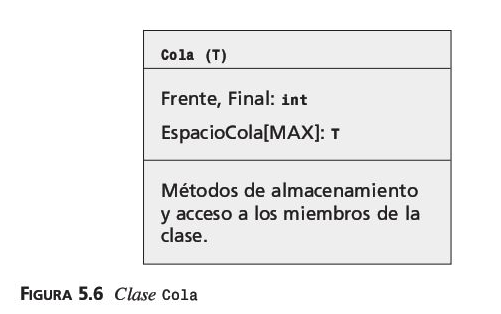 Cola (T)
Frente, Final: int
EspacioCola[MAX]: T
Métodos de almacenamiento
y acceso a los miembros de la
clase.
FIGURA 5.6 Clase Cola